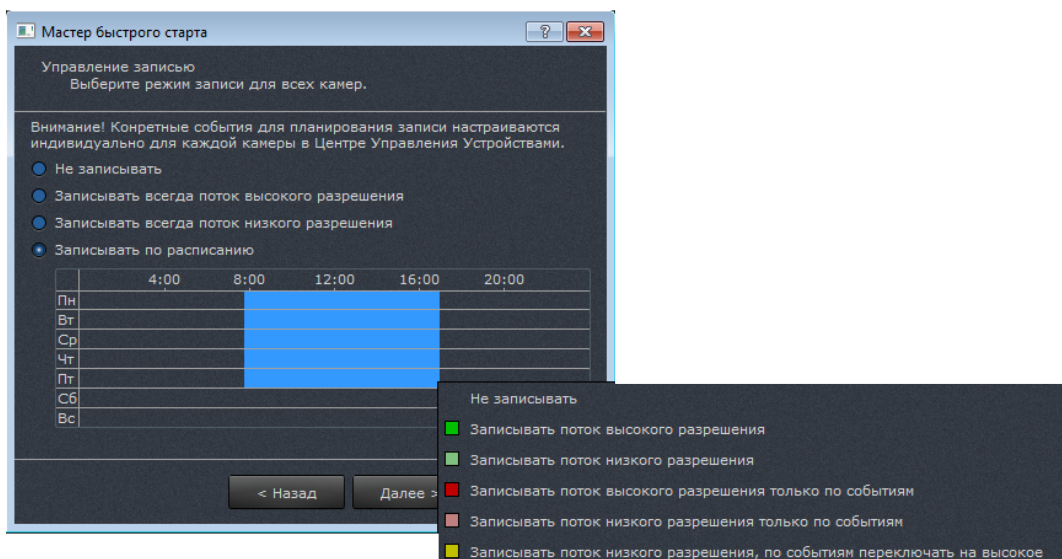 Мастер быстрого старта
Управление записью
Выберите режим записи для всех камер.
Внимание! Конретные события для планирования записи настраиваются
индивидуально для каждой камеры в Центре Управления Устройствами.
Не записывать
Записывать всегда поток высокого разрешения
Записывать всегда поток низкого разрешения
Записывать по расписанию
4:00 8:00 12:00 16:00 20:00
Пн
Вт
Ср
Чт
Пт
Сб
Вс
< Назад Далее >
Не записывать
Записывать поток высокого разрешения
Записывать поток низкого разрешения
Записывать поток высокого разрешения только по событиям
Записывать поток низкого разрешения только по событиям
Записывать поток низкого разрешения, по событиям переключать на высокое